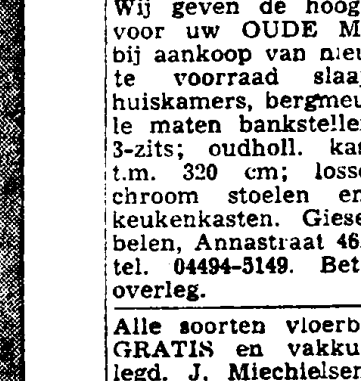 Wij geven de hoog
voor uw OUDE M
bij aankoop van nieu
te voorraad slaa
huiskamers, bergmeu
le maten bankstelle
3-zits; oudholl. kas
t.m. 320 cm; losse
chroom stoelen en
keukenkasten. Giese
belen, Annastraat 46
tel. 04494-5149. Bet
overleg.
Alle soorten vloerb
GRATIS en vakku
legd. J. Miechielsen